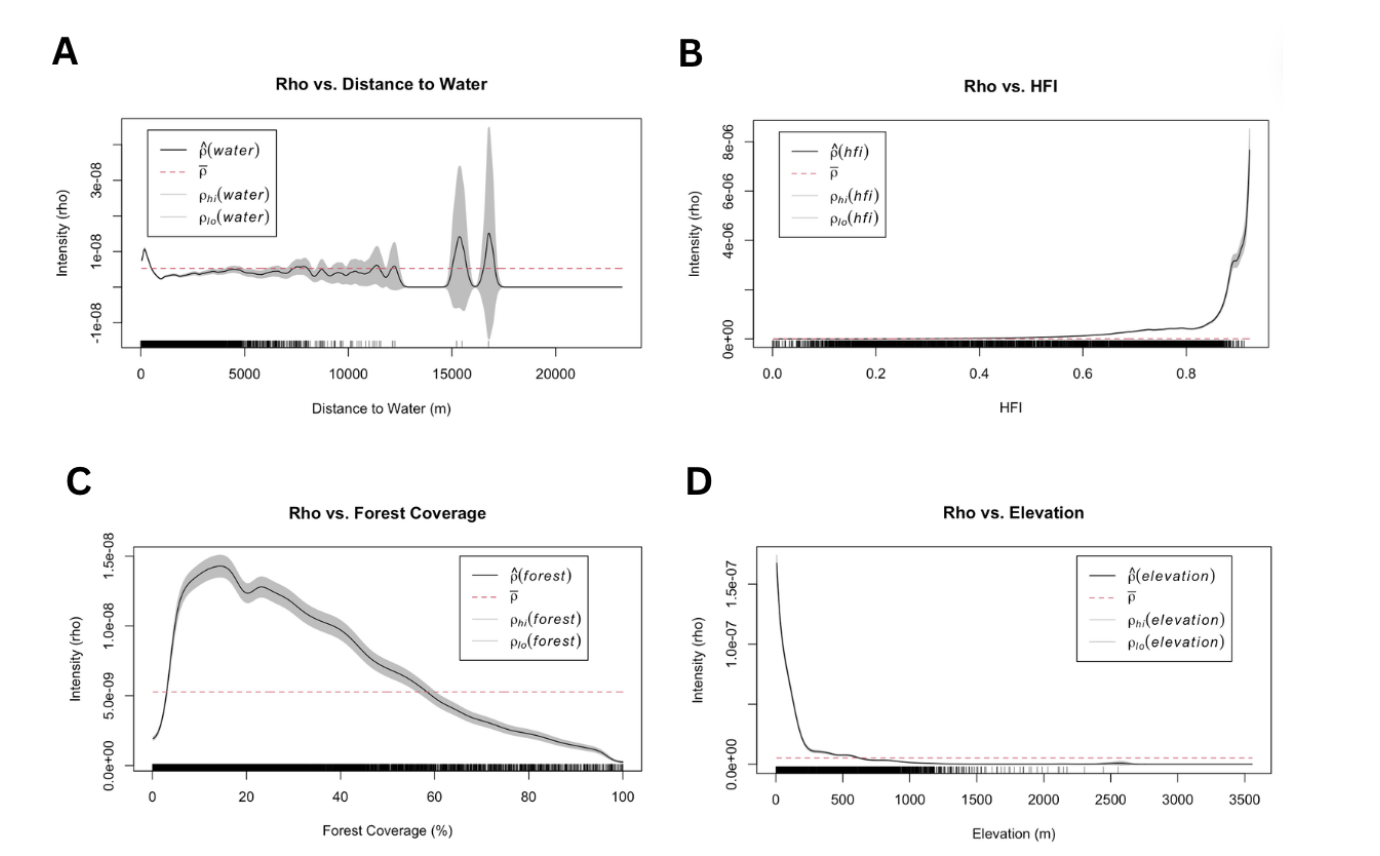 A
Rho vs. Distance to Water
ρ̂(water)
ρ̄
ρhi(water)
ρlo(water)
Intensity (rho)
3e-08
1e-08
-1e-08
0 5000 10000 15000 20000
Distance to Water (m)
B
Rho vs. HFI
ρ̂(hfi)
ρ̄
ρhi(hfi)
ρlo(hfi)
Intensity (rho)
8e-06
6e-06
4e-06
0e+00
0.0 0.2 0.4 0.6 0.8
HFI
C
Rho vs. Forest Coverage
ρ̂(forest)
ρ̄
ρhi(forest)
ρlo(forest)
Intensity (rho)
1.5e-08
1.0e-08
5.0e-09
0.0e+00
0 20 40 60 80 100
Forest Coverage (%)
D
Rho vs. Elevation
ρ̂(elevation)
ρ̄
ρhi(elevation)
ρlo(elevation)
Intensity (rho)
1.5e-07
1.0e-07
0.0e+00
0 500 1000 1500 2000 2500 3000 3500
Elevation (m)